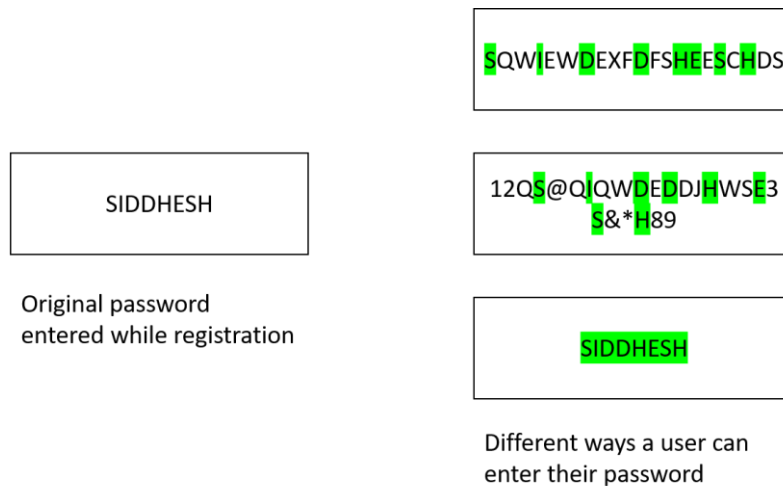 SIDDHESH
Original password
entered while registration
SQWIEWDEXFDFSHEESCHDS
12QS@QIQWDEDDJHWSE3
S&*H89
SIDDHESH
Different ways a user can
enter their password